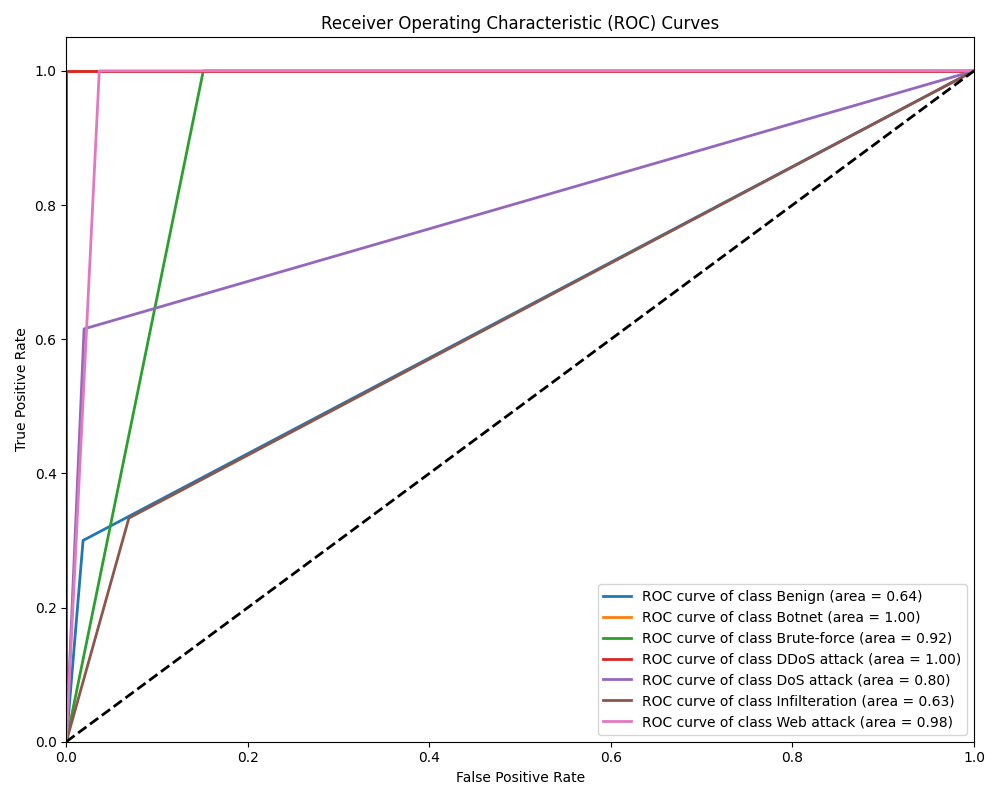 Receiver Operating Characteristic (ROC) Curves
True Positive Rate
1.0
0.8
0.6
0.4
0.2
0.0
ROC curve of class Benign (area = 0.64)
ROC curve of class Botnet (area = 1.00)
ROC curve of class Brute-force (area = 0.92)
ROC curve of class DDoS attack (area = 1.00)
ROC curve of class DoS attack (area = 0.80)
ROC curve of class Infilteration (area = 0.63)
ROC curve of class Web attack (area = 0.98)
0.0 0.2 0.4 0.6 0.8 1.0
False Positive Rate